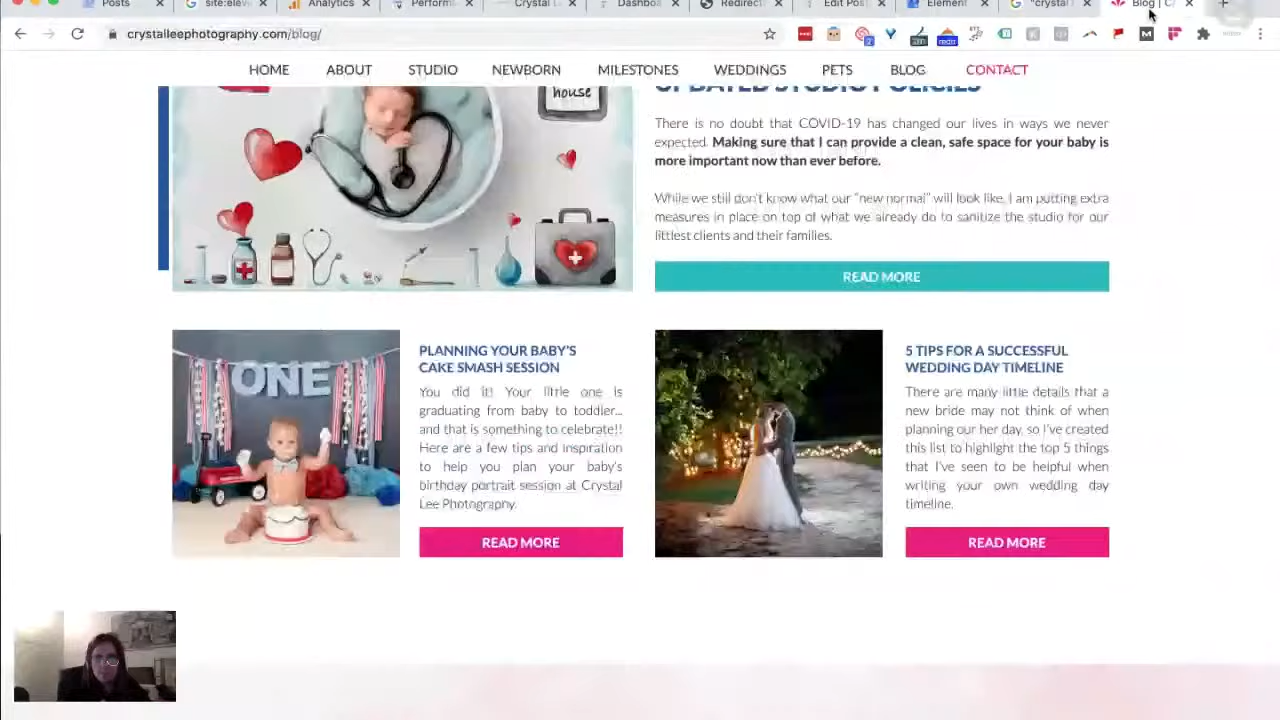 Posts
site:elev
Analytics
Perform
Crystal L
Dashbo
Redirect
Edit Post
Element
"crystal
Blog | C
crystalleephotography.com/blog/
HOME ABOUT STUDIO NEWBORN MILESTONES WEDDINGS PETS BLOG CONTACT
house
UPDATED STUDIO POLICIES
There is no doubt that COVID-19 has changed our lives in ways we never
expected. Making sure that I can provide a clean, safe space for your baby is
more important now than ever before.
While we still don't know what our "new normal" will look like, I am putting extra
measures in place on top of what we already do to sanitize the studio for our
littlest clients and their families.
READ MORE
ONE
PLANNING YOUR BABY'S
CAKE SMASH SESSION
You did it! Your little one is
graduating from baby to toddler...
and that is something to celebrate!!
Here are a few tips and inspiration
to help you plan your baby's
birthday portrait session at Crystal
Lee Photography.
READ MORE
5 TIPS FOR A SUCCESSFUL
WEDDING DAY TIMELINE
There are many little details that a
new bride may not think of when
planning our her day, so I've created
this list to highlight the top 5 things
that I've seen to be helpful when
writing your own wedding day
timeline.
READ MORE